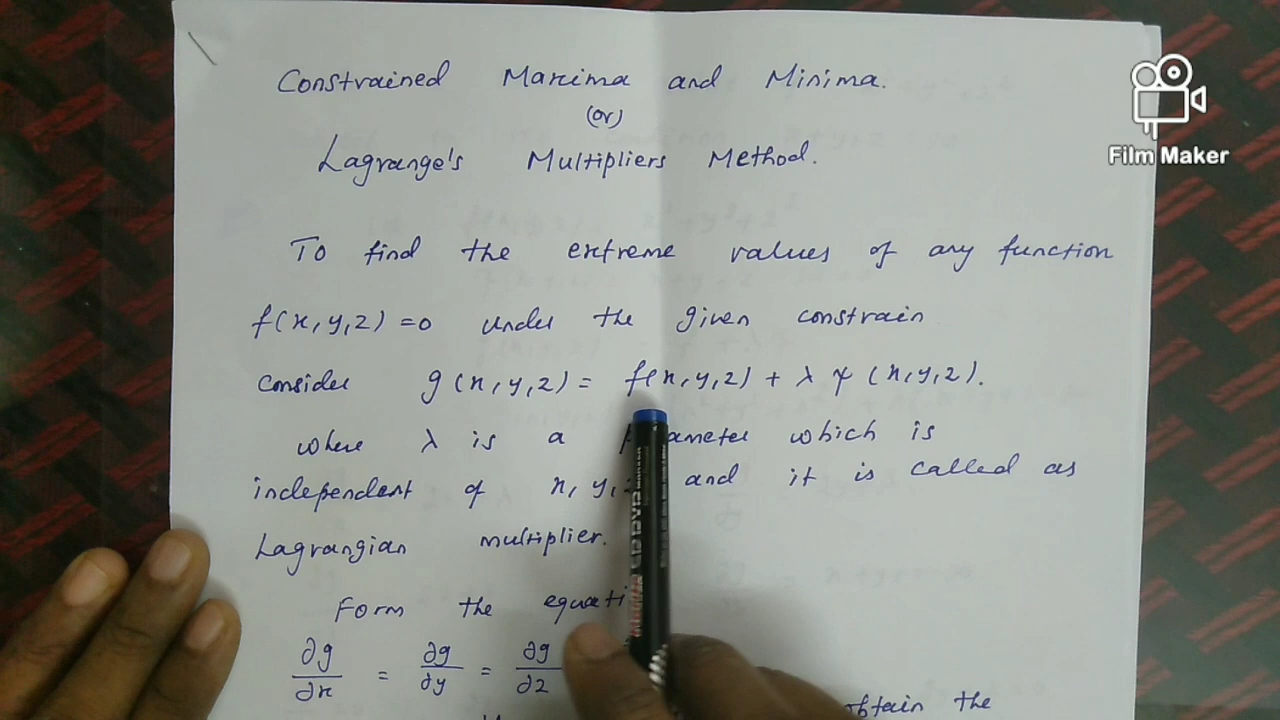 Constrained Maxima and Minima.
(or)
Lagrange's Multipliers Method.
To find the extreme values of any function
f(x,y,z)=0 under the given constrain
consider g(x,y,z) = f(x,y,z) + λ ψ (x,y,z).
where λ is a which is
independent of x, y, and it is called as
Lagrangian multiplier.
Form the
∂g/∂x = ∂g/∂y = ∂g/∂z
obtain the
Film Maker